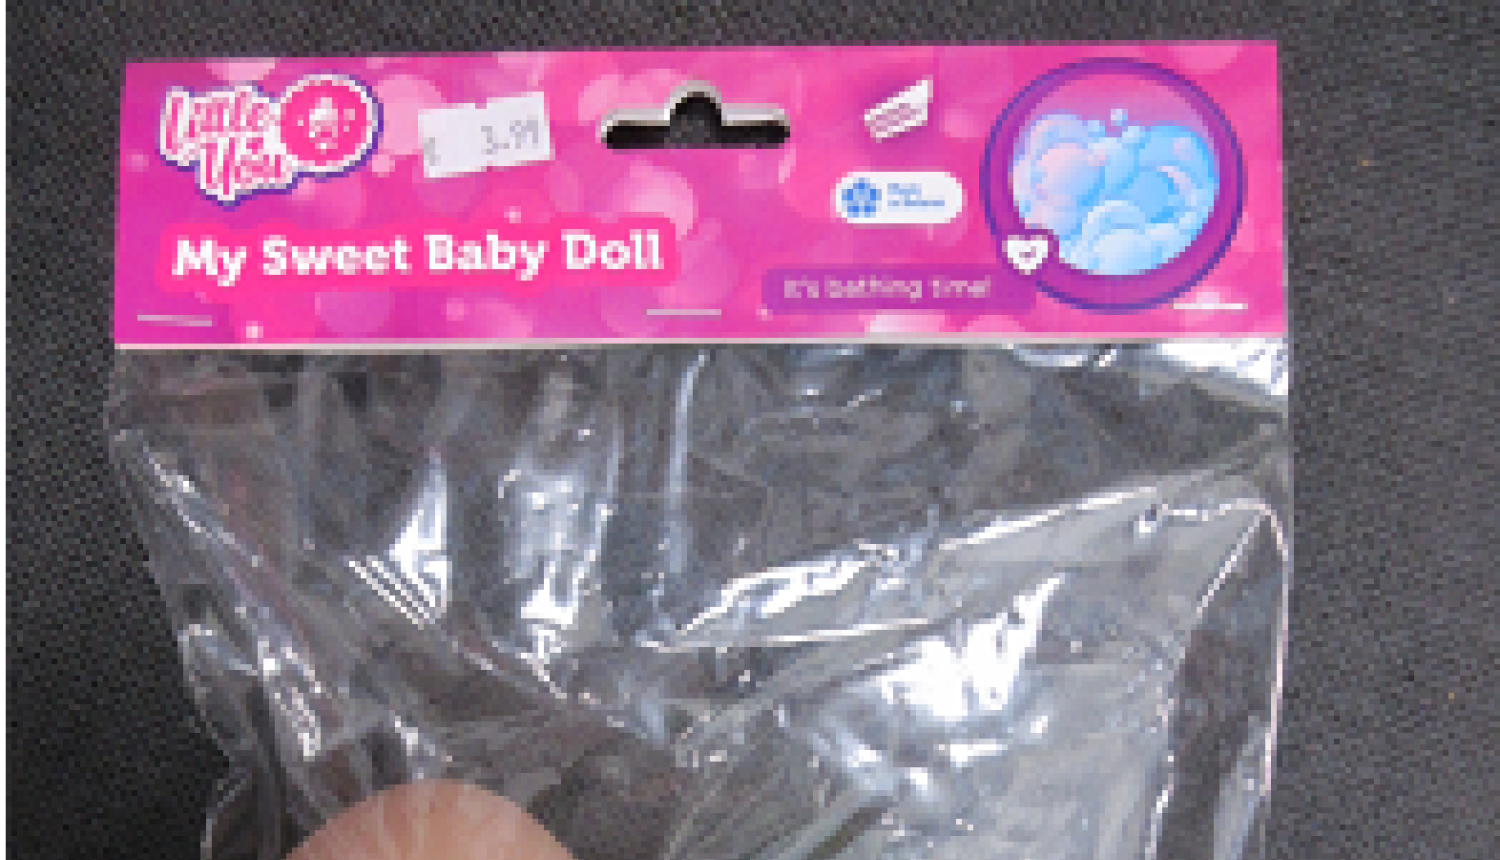 Little
You
€ 3.99
My Sweet Baby Doll
It's bathing time!